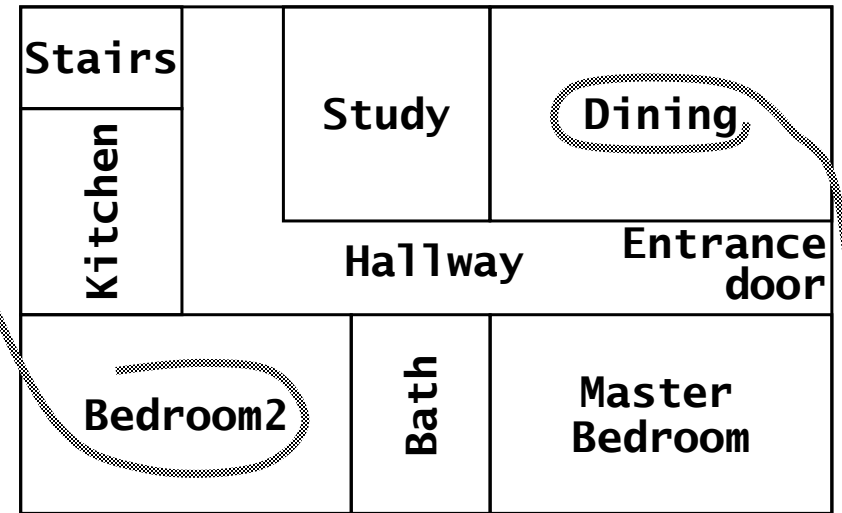 Stairs
Study
Dining
Kitchen
Hallway
Entrance
door
Bedroom2
Bath
Master
Bedroom